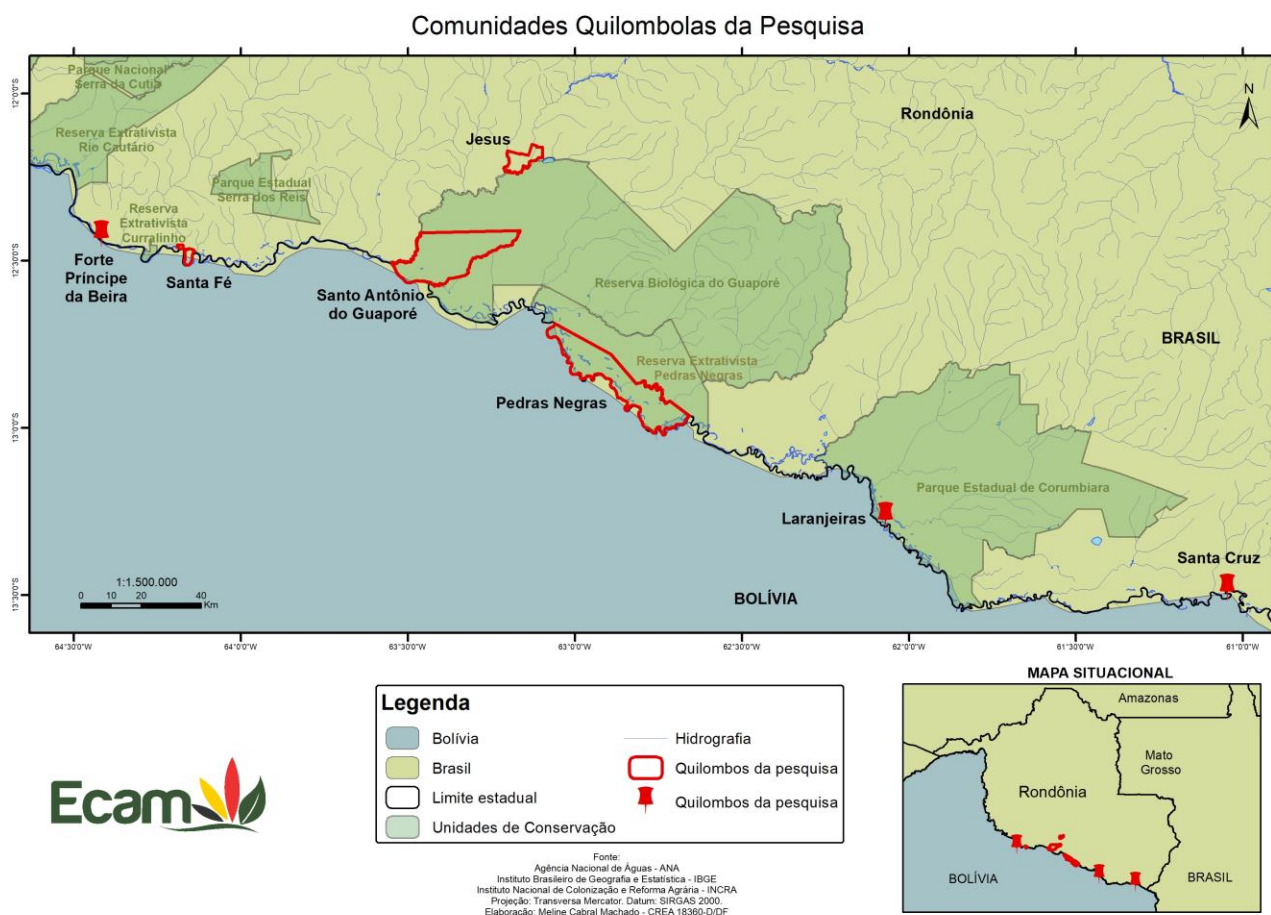 Comunidades Quilombolas da Pesquisa
Parque Nacional
Serra da Cutia
Reserva Extrativista
Rio Cautário
Parque Estadual
Serra dos Reis
Reserva
Extrativista
Curralinho
Jesus
Rondônia
N
Forte
Príncipe
da Beira
Santa Fé
Santo Antônio
do Guaporé
Reserva Biológica do Guaporé
BRASIL
Reserva Extrativista
Pedras Negras
Pedras Negras
Parque Estadual de Corumbiara
Laranjeiras
Santa Cruz
BOLÍVIA
1:1.500.000
0 10 20 40
Km
12°0'0"S
12°30'0"S
13°0'0"S
13°30'0"S
64°30'0"W 64°0'0"W 63°30'0"W 63°0'0"W 62°30'0"W 62°0'0"W 61°30'0"W 61°0'0"W
Legenda
Bolívia
Brasil
Limite estadual
Unidades de Conservação
Hidrografia
Quilombos da pesquisa
Quilombos da pesquisa
MAPA SITUACIONAL
Amazonas
Mato
Grosso
Rondônia
BOLÍVIA
BRASIL
Ecam
Fonte:
Agência Nacional de Águas - ANA
Instituto Brasileiro de Geografia e Estatística - IBGE
Instituto Nacional de Colonização e Reforma Agrária - INCRA
Projeção: Transversa Mercator. Datum: SIRGAS 2000.
Elaboração: Meline Cabral Machado - CREA 18360-D/DF